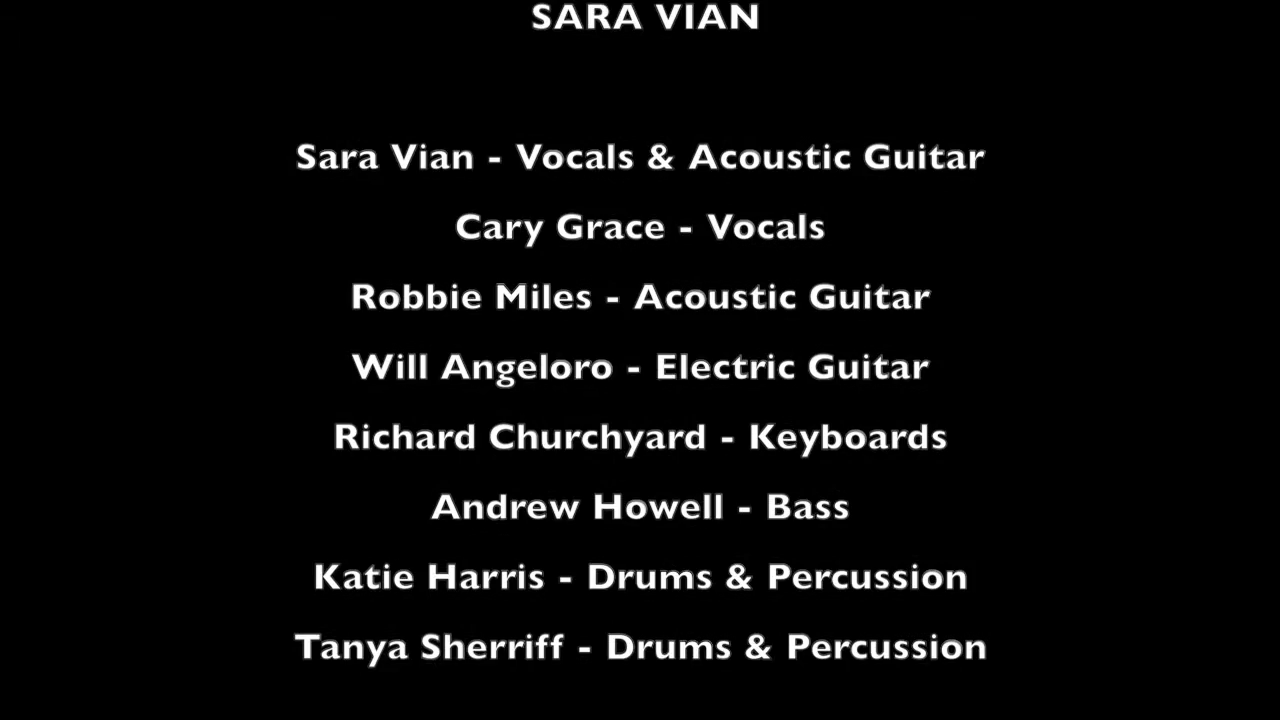 SARA VIAN
Sara Vian - Vocals & Acoustic Guitar
Cary Grace - Vocals
Robbie Miles - Acoustic Guitar
Will Angeloro - Electric Guitar
Richard Churchyard - Keyboards
Andrew Howell - Bass
Katie Harris - Drums & Percussion
Tanya Sherriff - Drums & Percussion